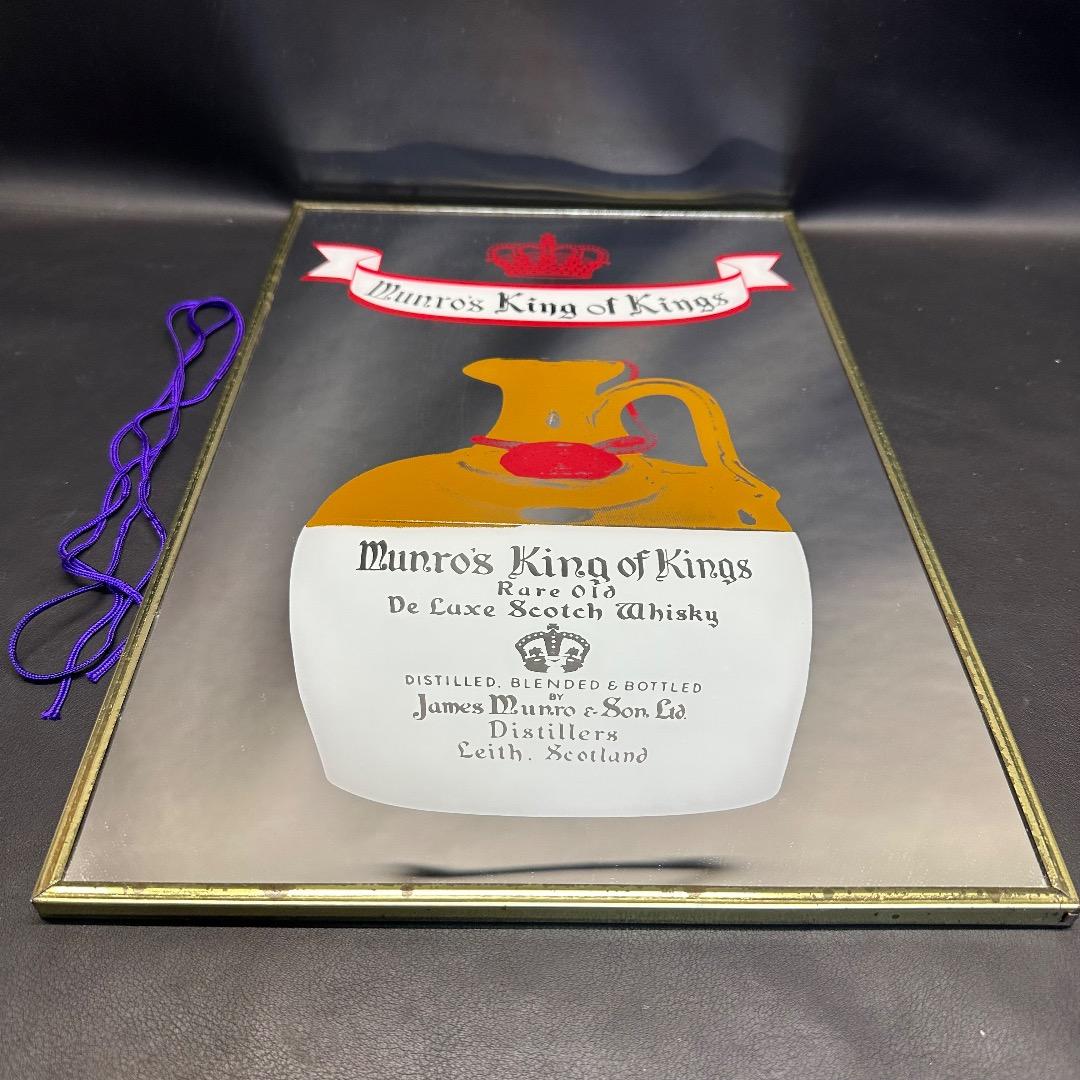 Munro's King of Kings
Munro's King of Kings
Rare Old
De Luxe Scotch Whisky
DISTILLED, BLENDED & BOTTLED
BY
James Munro & Son, Ltd.
Distillers
Leith, Scotland